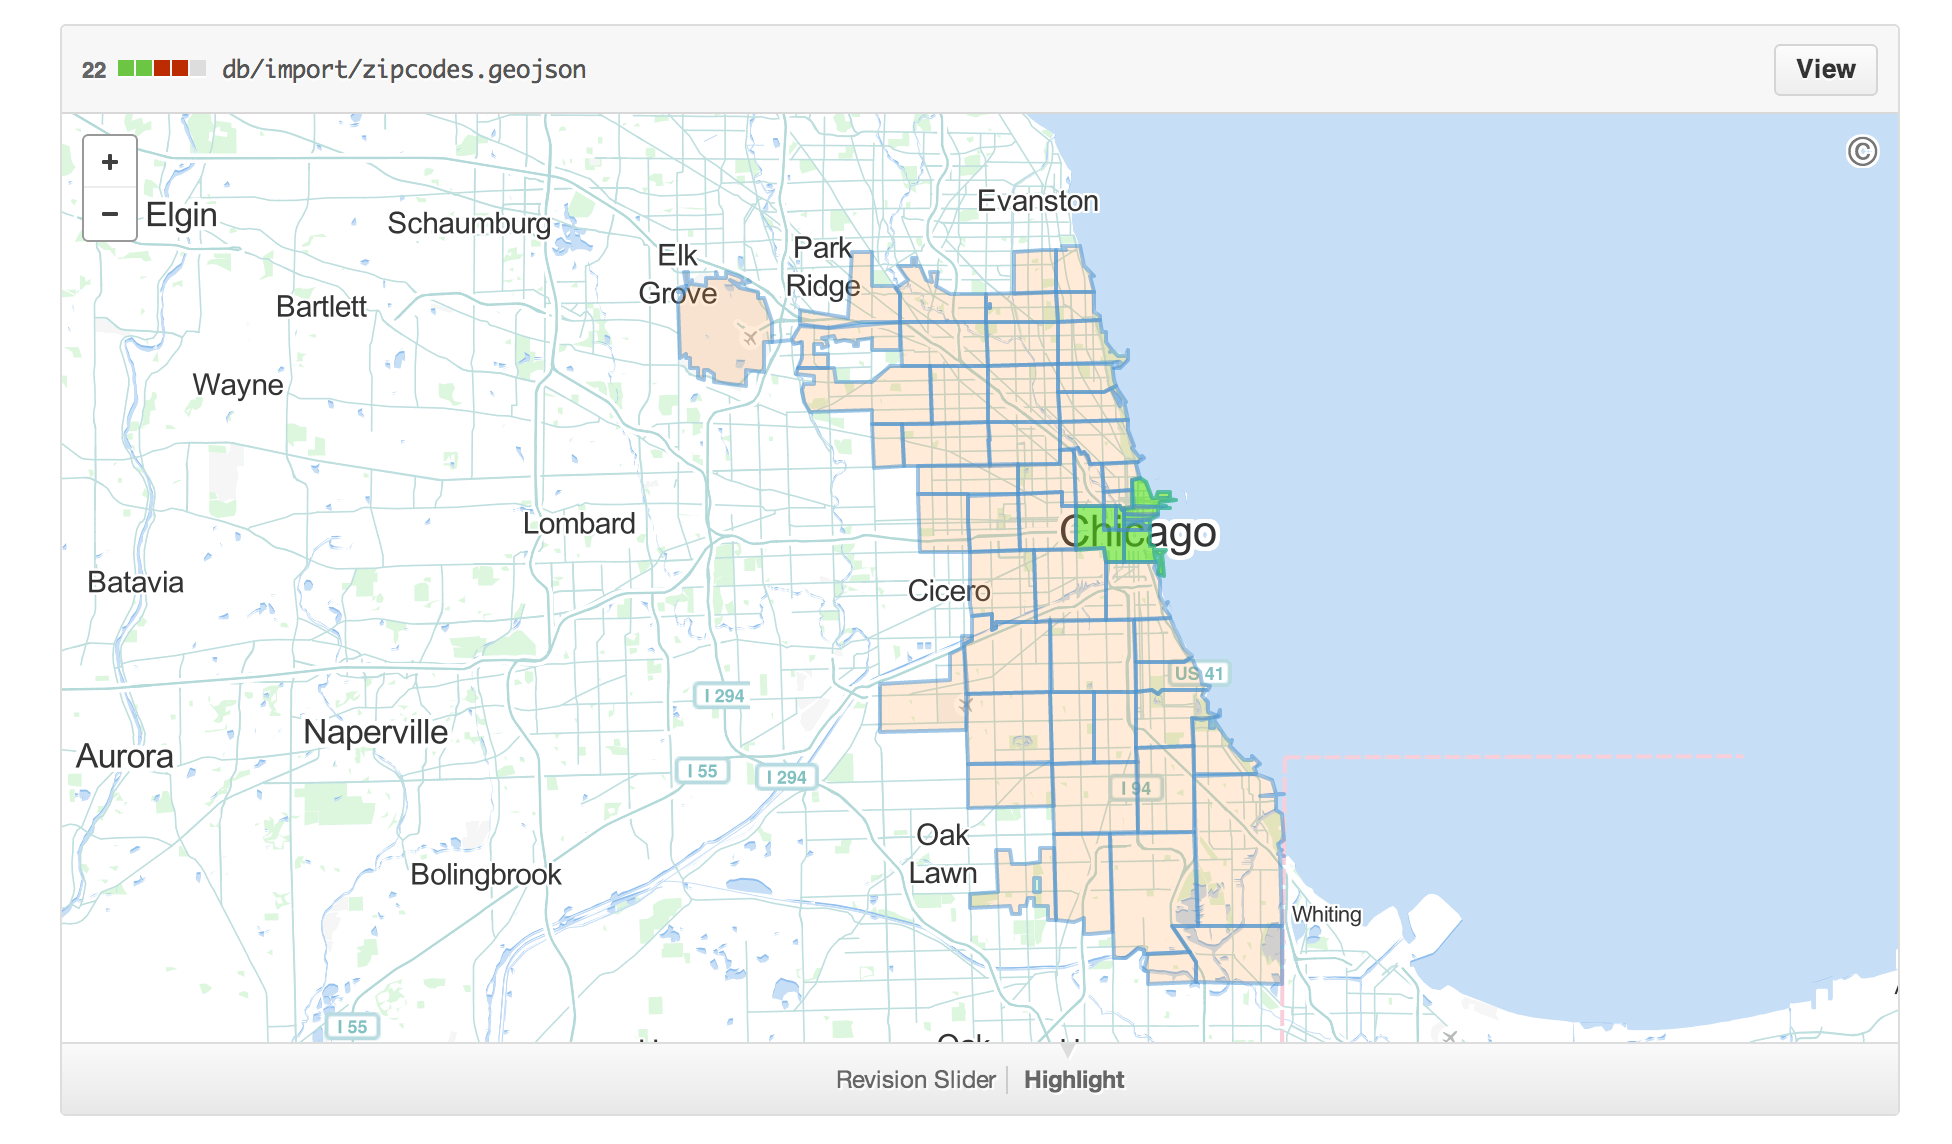 22 db/import/zipcodes.geojson View
+
−
©
Evanston
Elgin
Schaumburg
Park
Ridge
Elk
Grove
Bartlett
Wayne
Lombard
Chicago
Batavia
Cicero
US 41
I 294
Naperville
Aurora
I 55
I 294
I 94
Oak
Lawn
Bolingbrook
Whiting
I 55
Oak
Revision Slider Highlight